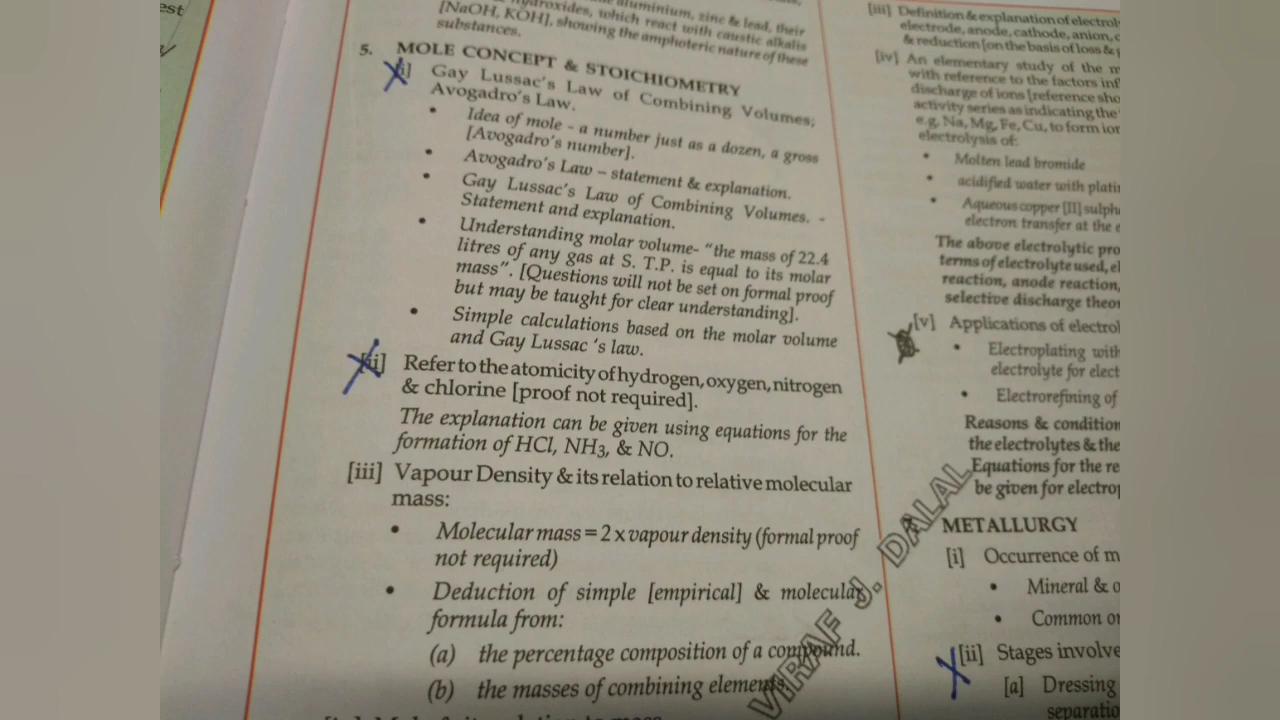 est
aluminium, zinc & lead, their
hydroxides, which react with caustic alkalis
[NaOH, KOH], showing the amphoteric nature of these
substances.
5. MOLE CONCEPT & STOICHIOMETRY
[i] Gay Lussac's Law of Combining Volumes;
Avogadro's Law.
• Idea of mole - a number just as a dozen, a gross
[Avogadro's number].
• Avogadro's Law – statement & explanation.
• Gay Lussac's Law of Combining Volumes. -
Statement and explanation.
• Understanding molar volume- "the mass of 22.4
litres of any gas at S. T.P. is equal to its molar
mass". [Questions will not be set on formal proof
but may be taught for clear understanding].
• Simple calculations based on the molar volume
and Gay Lussac 's law.
[ii] Refer to the atomicity of hydrogen, oxygen, nitrogen
& chlorine [proof not required].
The explanation can be given using equations for the
formation of HCl, NH3, & NO.
[iii] Vapour Density & its relation to relative molecular
mass:
• Molecular mass = 2 x vapour density (formal proof
not required)
• Deduction of simple [empirical] & molecular
formula from:
(a) the percentage composition of a compound.
(b) the masses of combining elements.
[iii] Definition & explanation of electrol
electrode, anode, cathode, anion, c
& reduction [on the basis of loss & g
[iv] An elementary study of the m
with reference to the factors inf
discharge of ions [reference sho
activity series as indicating the
e.g. Na, Mg, Fe, Cu, to form ion
electrolysis of:
• Molten lead bromide
• acidified water with plati
• Aqueous copper [II] sulph
electron transfer at the e
The above electrolytic pro
terms of electrolyte used, el
reaction, anode reaction,
selective discharge theor
[v] Applications of electrol
• Electroplating with
electrolyte for elect
• Electrorefining of
Reasons & condition
the electrolytes & the
Equations for the re
be given for electrop
METALLURGY
[i] Occurrence of m
• Mineral & o
• Common or
[ii] Stages involve
[a] Dressing
separatio
VIRAF J. DALAL